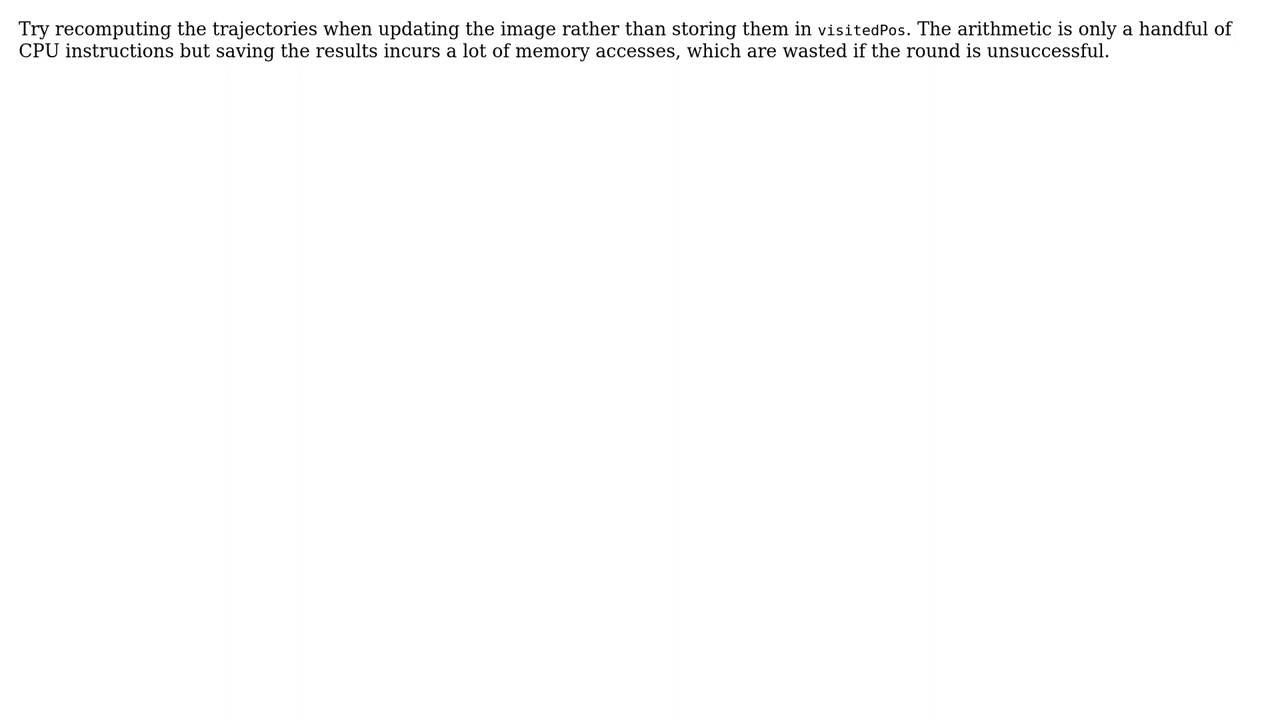 Try recomputing the trajectories when updating the image rather than storing them in visitedPos. The arithmetic is only a handful of
CPU instructions but saving the results incurs a lot of memory accesses, which are wasted if the round is unsuccessful.